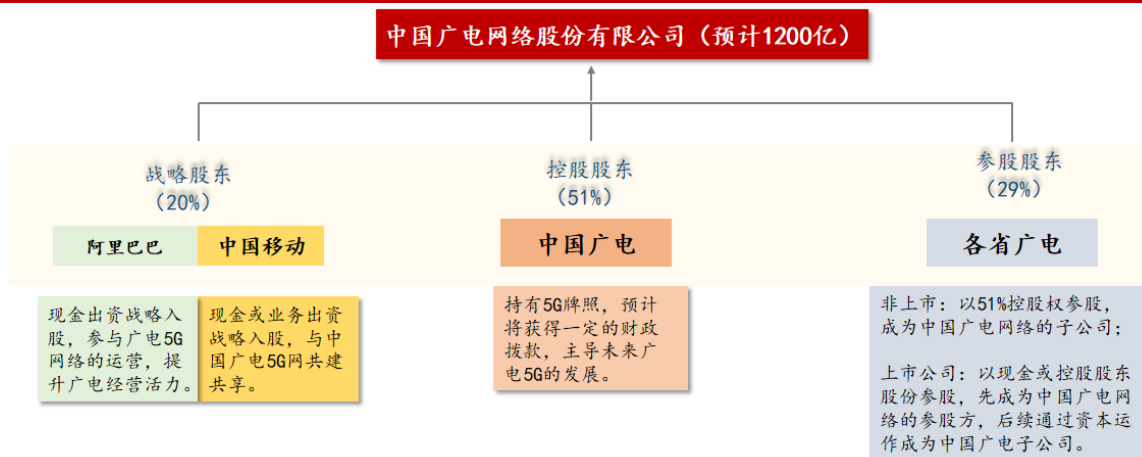 中国广电网络股份有限公司（预计1200亿）
战略股东
(20%)
控股股东
(51%)
参股股东
(29%)
阿里巴巴
中国移动
中国广电
各省广电
现金出资战略入
股，参与广电5G
网络的运营，提
升广电经营活力。
现金或业务出资
战略入股，与中
国广电5G网共建
共享。
持有5G牌照，预计
将获得一定的财政
拨款，主导未来广
电5G的发展。
非上市：以51%控股权参股，
成为中国广电网络的子公司；
上市公司：以现金或控股股东
股份参股，先成为中国广电网
络的参股方，后续通过资本运
作成为中国广电子公司。